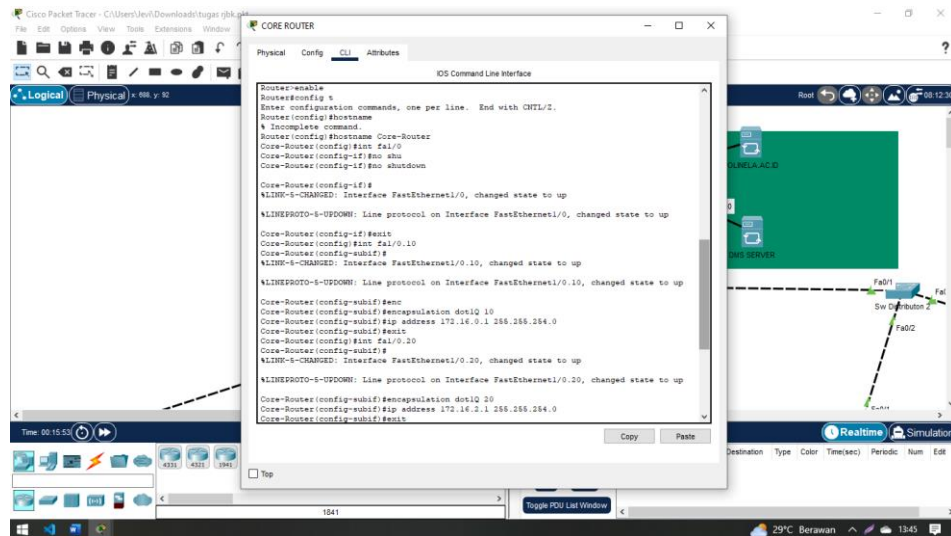 Cisco Packet Tracer - C:\Users\Jevi\Downloads\tugas rjbk.pkt
File Edit Options View Tools Extensions Window
CORE ROUTER
Physical Config CLI Attributes
IOS Command Line Interface
Router>enable
Router#config t
Enter configuration commands, one per line. End with CNTL/Z.
Router(config)#hostname
% Incomplete command.
Router(config)#hostname Core-Router
Core-Router(config)#int fa1/0
Core-Router(config-if)#no shu
Core-Router(config-if)#no shutdown
Core-Router(config-if)#
%LINK-5-CHANGED: Interface FastEthernet1/0, changed state to up
%LINEPROTO-5-UPDOWN: Line protocol on Interface FastEthernet1/0, changed state to up
Core-Router(config-if)#exit
Core-Router(config)#int fa1/0.10
Core-Router(config-subif)#
%LINK-5-CHANGED: Interface FastEthernet1/0.10, changed state to up
%LINEPROTO-5-UPDOWN: Line protocol on Interface FastEthernet1/0.10, changed state to up
Core-Router(config-subif)#enc
Core-Router(config-subif)#encapsulation dot1Q 10
Core-Router(config-subif)#ip address 172.16.0.1 255.255.254.0
Core-Router(config-subif)#exit
Core-Router(config)#int fa1/0.20
Core-Router(config-subif)#
%LINK-5-CHANGED: Interface FastEthernet1/0.20, changed state to up
%LINEPROTO-5-UPDOWN: Line protocol on Interface FastEthernet1/0.20, changed state to up
Core-Router(config-subif)#encapsulation dot1Q 20
Core-Router(config-subif)#ip address 172.16.2.1 255.255.254.0
Core-Router(config-subif)#exit
Copy Paste
Top
Logical Physical x: 688, y: 92
Root 08:12:30
OLINELA.AC.ID
0
DNS SERVER
Fa0/1
Fa0
Sw Distributon 2
Fa0/2
Time: 00:15:53
Realtime Simulation
4331 4321 1941
1841
Toggle PDU List Window
Destination Type Color Time(sec) Periodic Num Edit
29°C Berawan 13:45